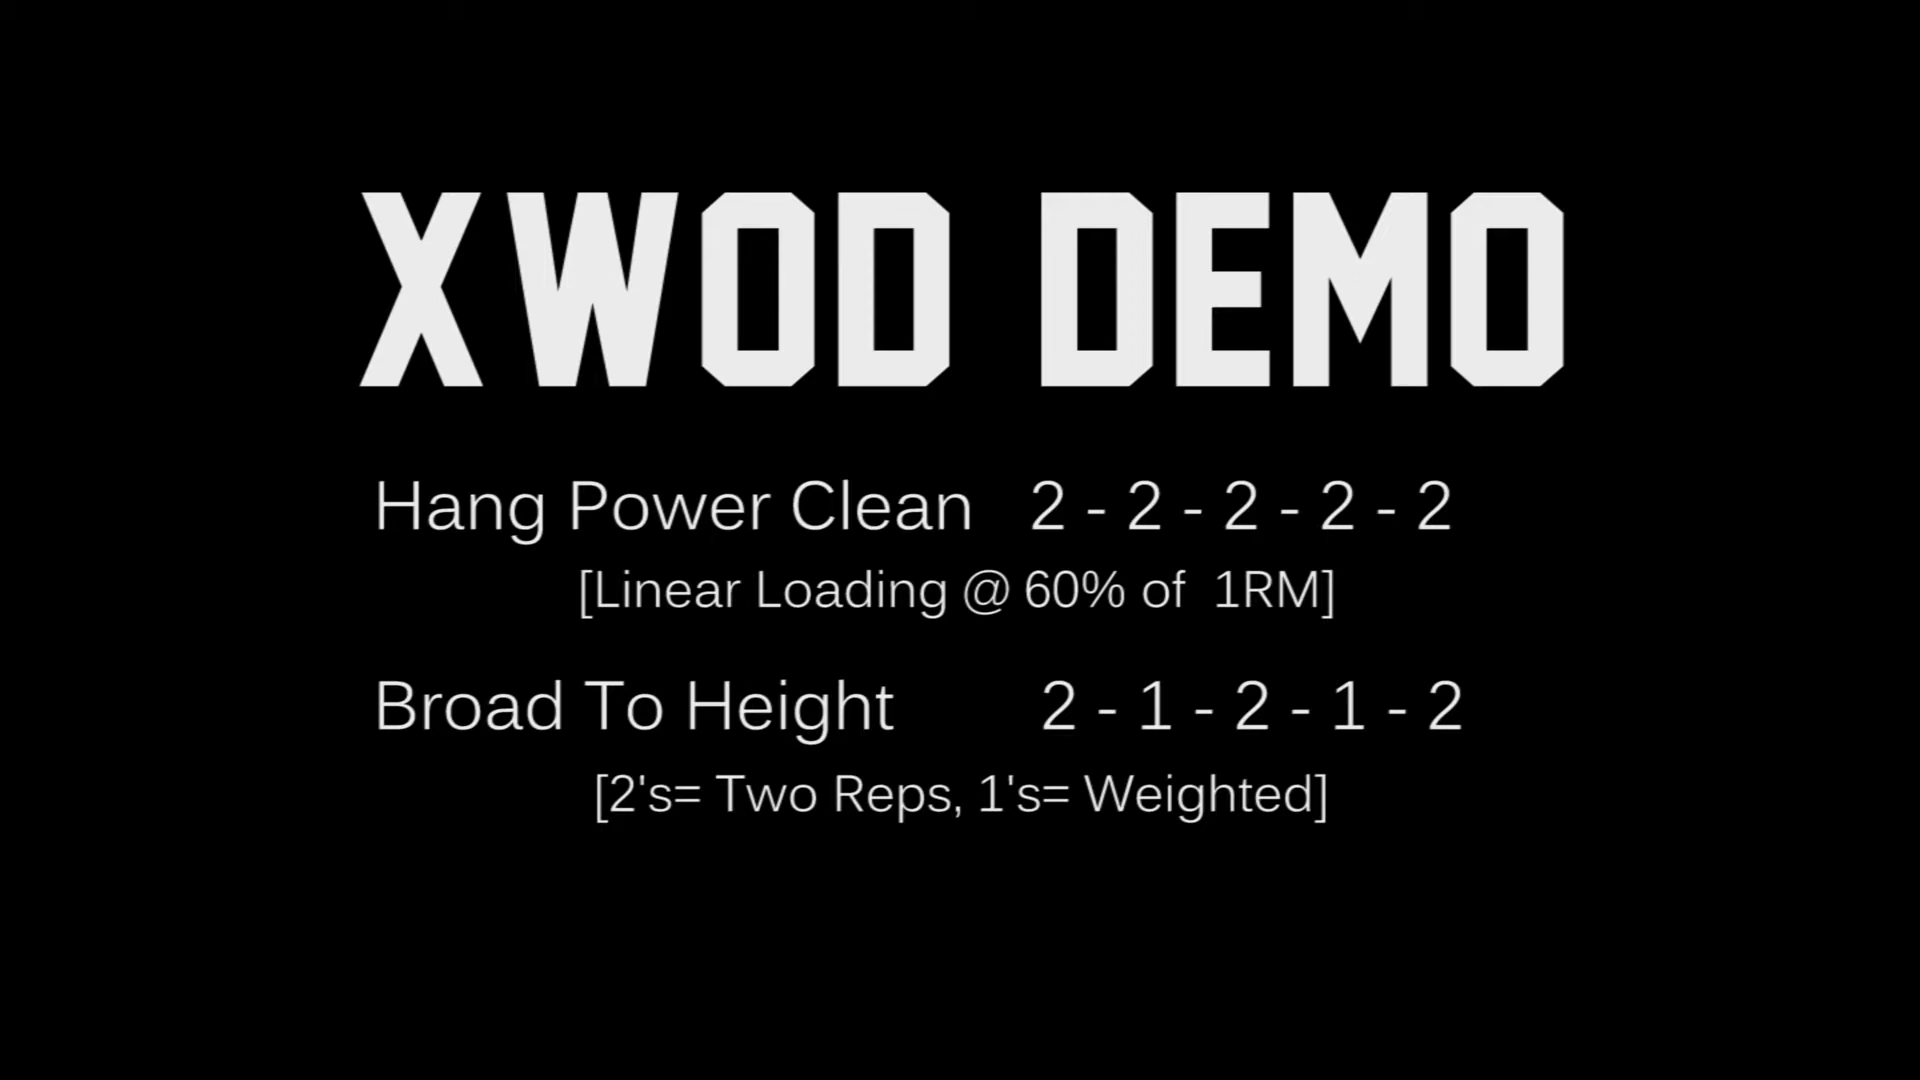 XWOD DEMO
Hang Power Clean 2 - 2 - 2 - 2 - 2
[Linear Loading @ 60% of 1RM]
Broad To Height 2 - 1 - 2 - 1 - 2
[2's= Two Reps, 1's= Weighted]